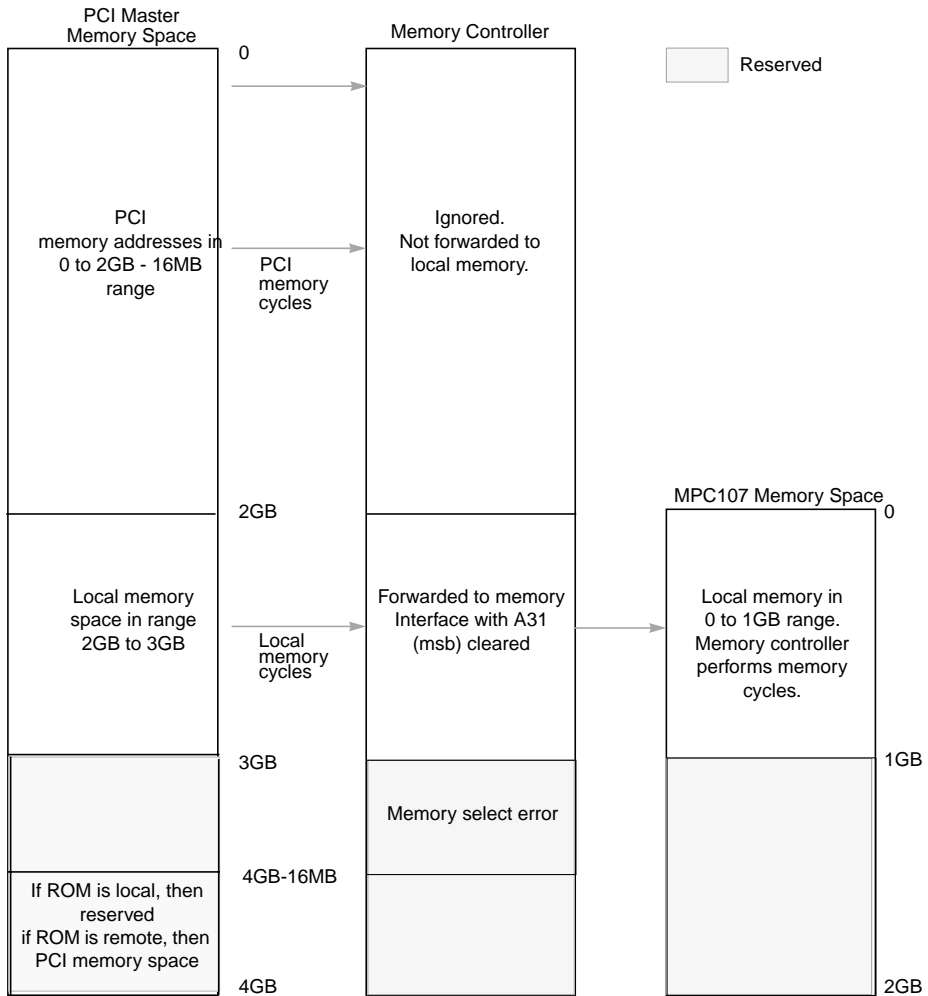 PCI Master
Memory Space
0
Memory Controller
Reserved
PCI
memory addresses in
0 to 2GB - 16MB
range
PCI
memory
cycles
Ignored.
Not forwarded to
local memory.
2GB
MPC107 Memory Space
0
Local memory
space in range
2GB to 3GB
Local
memory
cycles
Forwarded to memory
Interface with A31
(msb) cleared
Local memory in
0 to 1GB range.
Memory controller
performs memory
cycles.
3GB
1GB
Memory select error
4GB-16MB
If ROM is local, then
reserved
if ROM is remote, then
PCI memory space
4GB
2GB